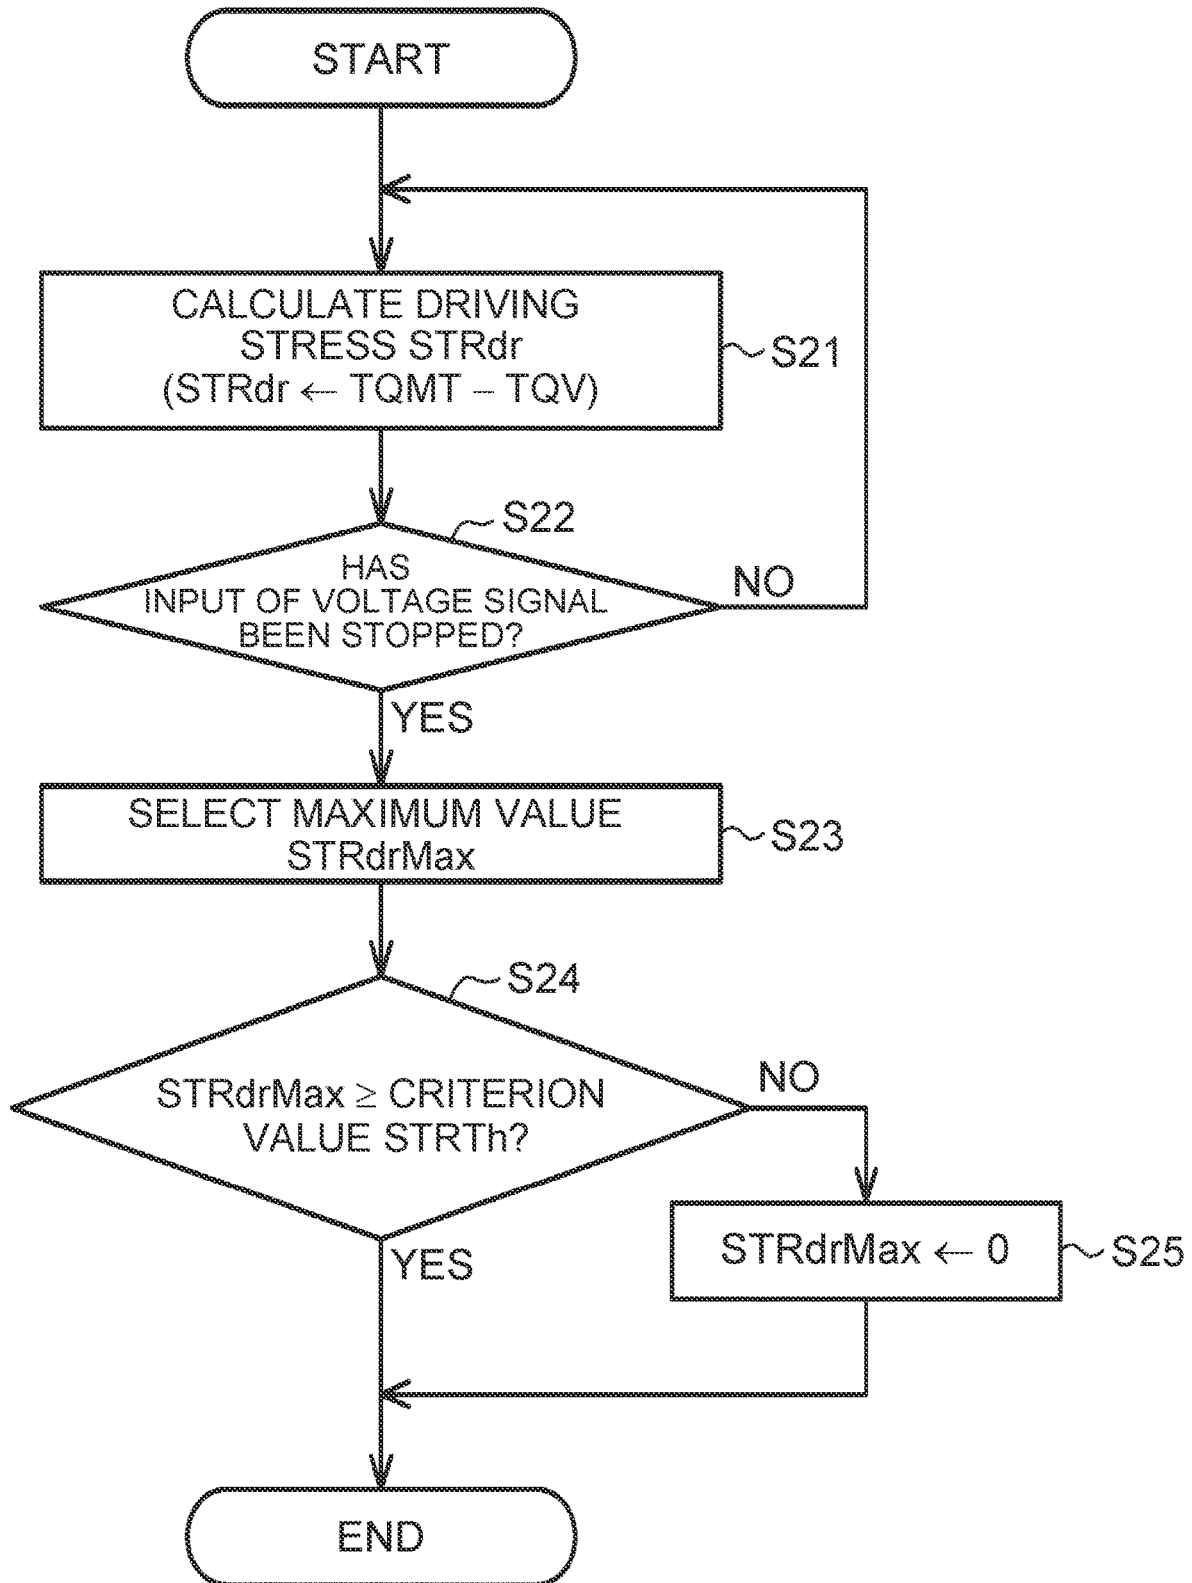 START
CALCULATE DRIVING
STRESS STRdr
(STRdr ← TQMT – TQV)
S21
S22
HAS
INPUT OF VOLTAGE SIGNAL
BEEN STOPPED?
NO
YES
SELECT MAXIMUM VALUE
STRdrMax
S23
S24
STRdrMax ≥ CRITERION
VALUE STRTh?
NO
YES
STRdrMax ← 0
S25
END